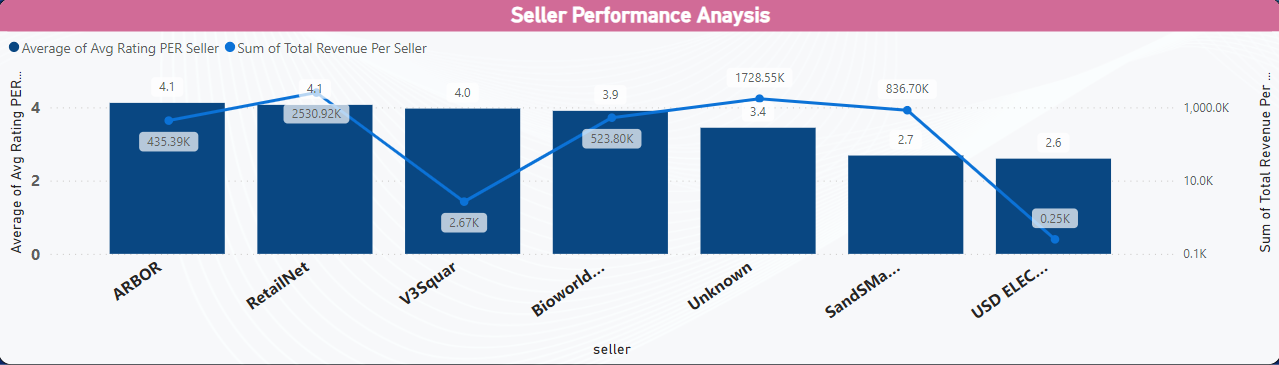 Seller Performance Anaysis
Average of Avg Rating PER Seller Sum of Total Revenue Per Seller
Average of Avg Rating PER...
4
2
0
4.1
4.1
4.0
3.9
3.4
2.7
2.6
435.39K
2530.92K
2.67K
523.80K
1728.55K
836.70K
0.25K
1,000.0K
10.0K
0.1K
Sum of Total Revenue Per ...
ARBOR
RetailNet
V3Squar
Bioworld...
Unknown
SandSMa...
USD ELEC...
seller